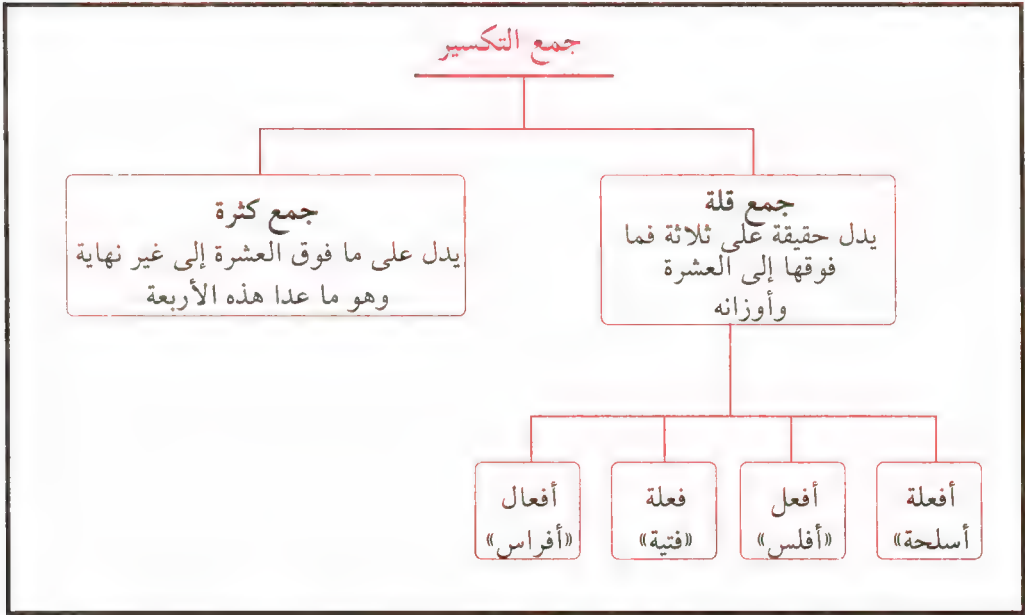 جمع التكسير
جمع قلة
يدل حقيقة على ثلاثة فما
فوقها إلى العشرة
وأوزانه
جمع كثرة
يدل على ما فوق العشرة إلى غير نهاية
وهو ما عدا هذه الأربعة
أفعلة
أسلحة»
أفعل
«أفلس»
فعلة
«فتية»
أفعال
«أفراس»